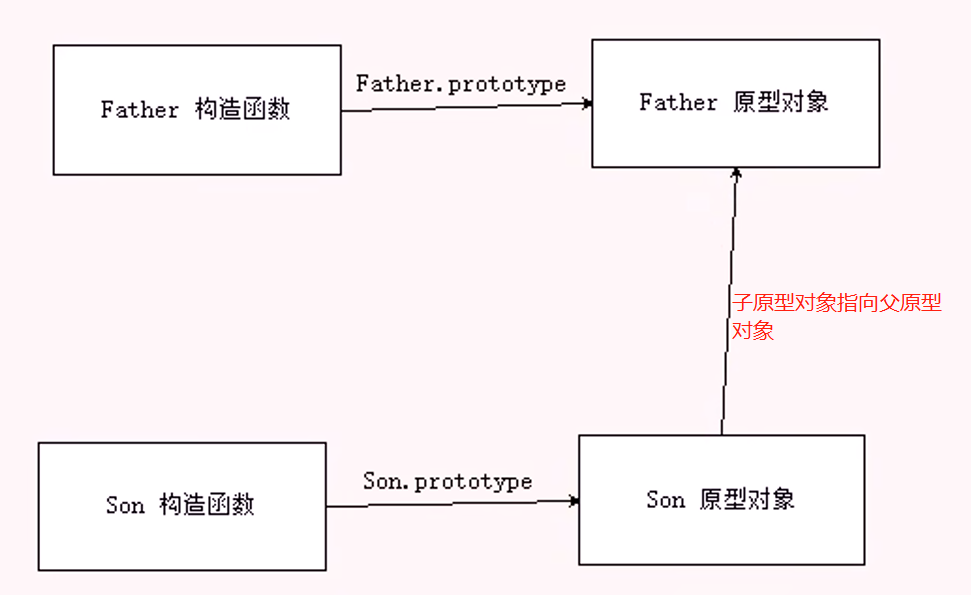 Father.prototype
Father 构造函数
Father 原型对象
子原型对象指向父原型
对象
Son.prototype
Son 构造函数
Son 原型对象